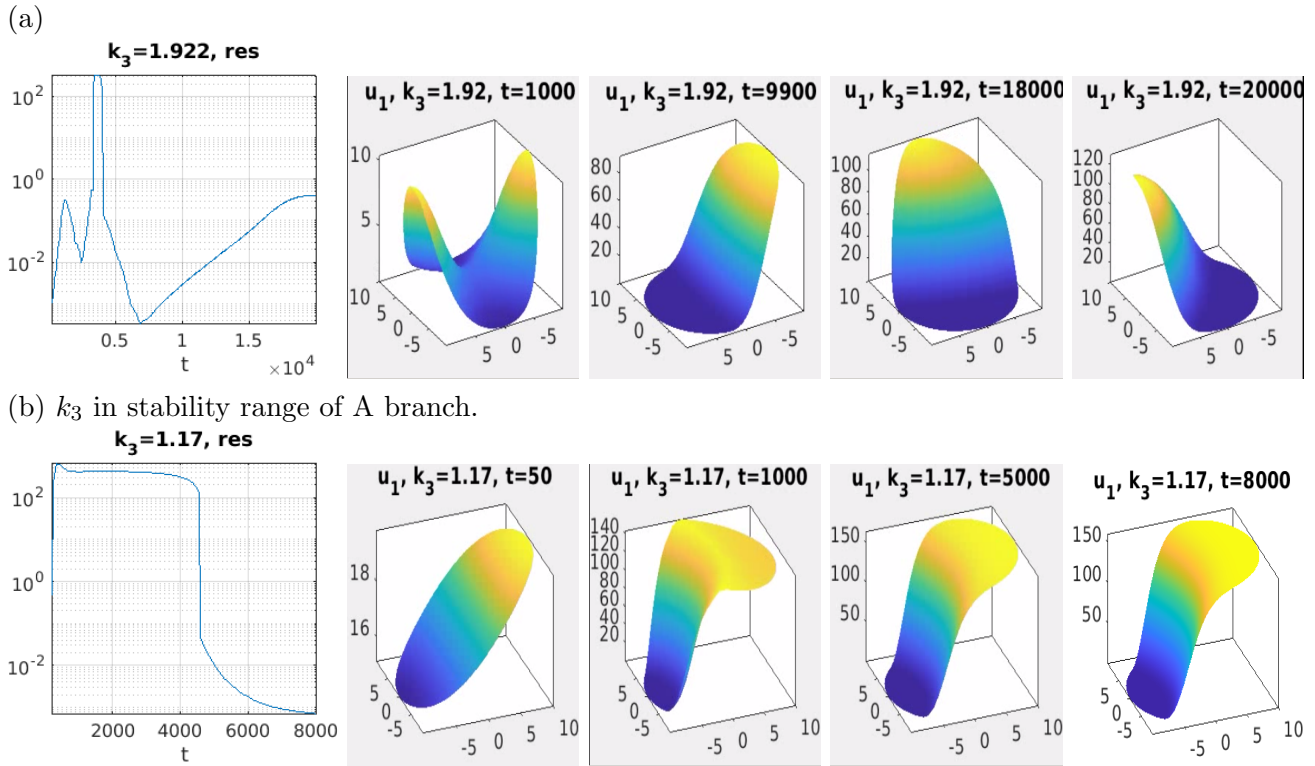 (a)
k3=1.922, res
10^2
10^0
10^-2
0.5 1 1.5 2
t
×10^4
u1, k3=1.92, t=1000
10
5
10 5 0 -5
5 0 -5
u1, k3=1.92, t=9900
80
60
40
20
10 5 0 -5
5 0 -5
u1, k3=1.92, t=18000
100
80
60
40
20
10 5 0 -5
5 0 -5
u1, k3=1.92, t=20000
120
100
80
60
40
20
10 5 0 -5
5 0 -5
(b) k3 in stability range of A branch.
k3=1.17, res
10^2
10^0
10^-2
2000 4000 6000 8000
t
u1, k3=1.17, t=50
18
16
5 0
-5 0 5 10
u1, k3=1.17, t=1000
140
120
100
80
60
40
20
5 0
-5 0 5 10
u1, k3=1.17, t=5000
150
100
50
5 0
-5 0 5 10
u1, k3=1.17, t=8000
150
100
50
5 0
-5 0 5 10